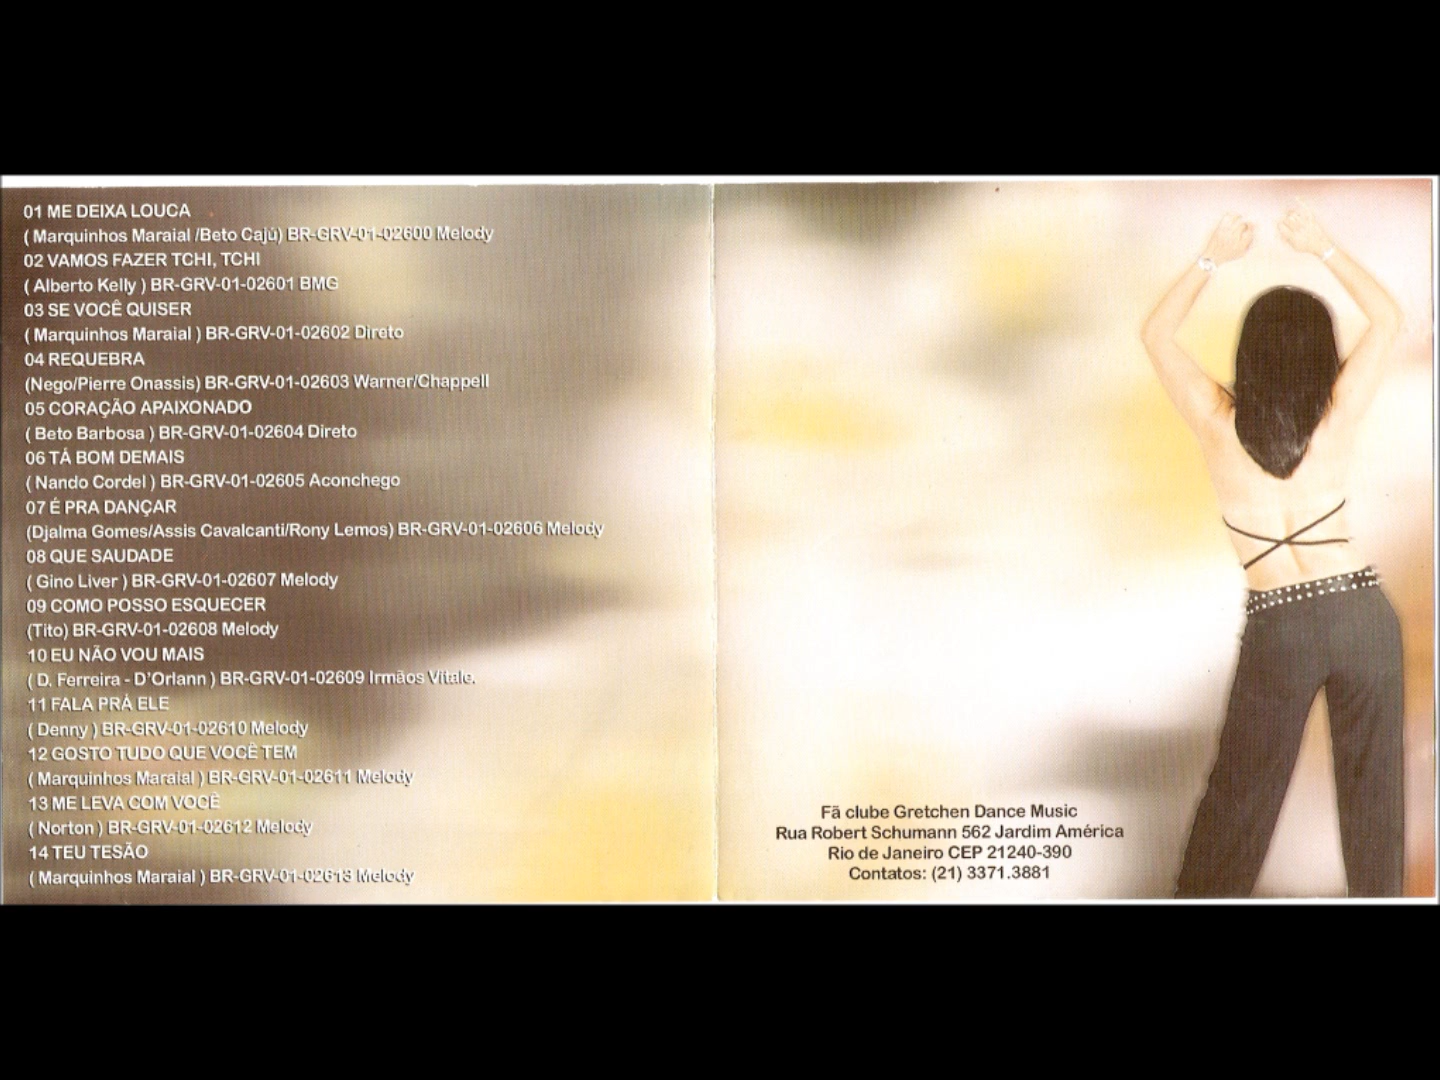 01 ME DEIXA LOUCA
( Marquinhos Maraial /Beto Cajú) BR-GRV-01-02600 Melody
02 VAMOS FAZER TCHI, TCHI
( Alberto Kelly ) BR-GRV-01-02601 BMG
03 SE VOCÊ QUISER
( Marquinhos Maraial ) BR-GRV-01-02602 Direto
04 REQUEBRA
(Nego/Pierre Onassis) BR-GRV-01-02603 Warner/Chappell
05 CORAÇÃO APAIXONADO
( Beto Barbosa ) BR-GRV-01-02604 Direto
06 TÁ BOM DEMAIS
( Nando Cordel ) BR-GRV-01-02605 Aconchego
07 É PRA DANÇAR
(Djalma Gomes/Assis Cavalcanti/Rony Lemos) BR-GRV-01-02606 Melody
08 QUE SAUDADE
( Gino Liver ) BR-GRV-01-02607 Melody
09 COMO POSSO ESQUECER
(Tito) BR-GRV-01-02608 Melody
10 EU NÃO VOU MAIS
( D. Ferreira - D'Orlann ) BR-GRV-01-02609 Irmãos Vitale.
11 FALA PRÁ ELE
( Denny ) BR-GRV-01-02610 Melody
12 GOSTO TUDO QUE VOCÊ TEM
( Marquinhos Maraial ) BR-GRV-01-02611 Melody
13 ME LEVA COM VOCÊ
( Norton ) BR-GRV-01-02612 Melody
14 TEU TESÃO
( Marquinhos Maraial ) BR-GRV-01-02613 Melody
Fã clube Gretchen Dance Music
Rua Robert Schumann 562 Jardim América
Rio de Janeiro CEP 21240-390
Contatos: (21) 3371.3881